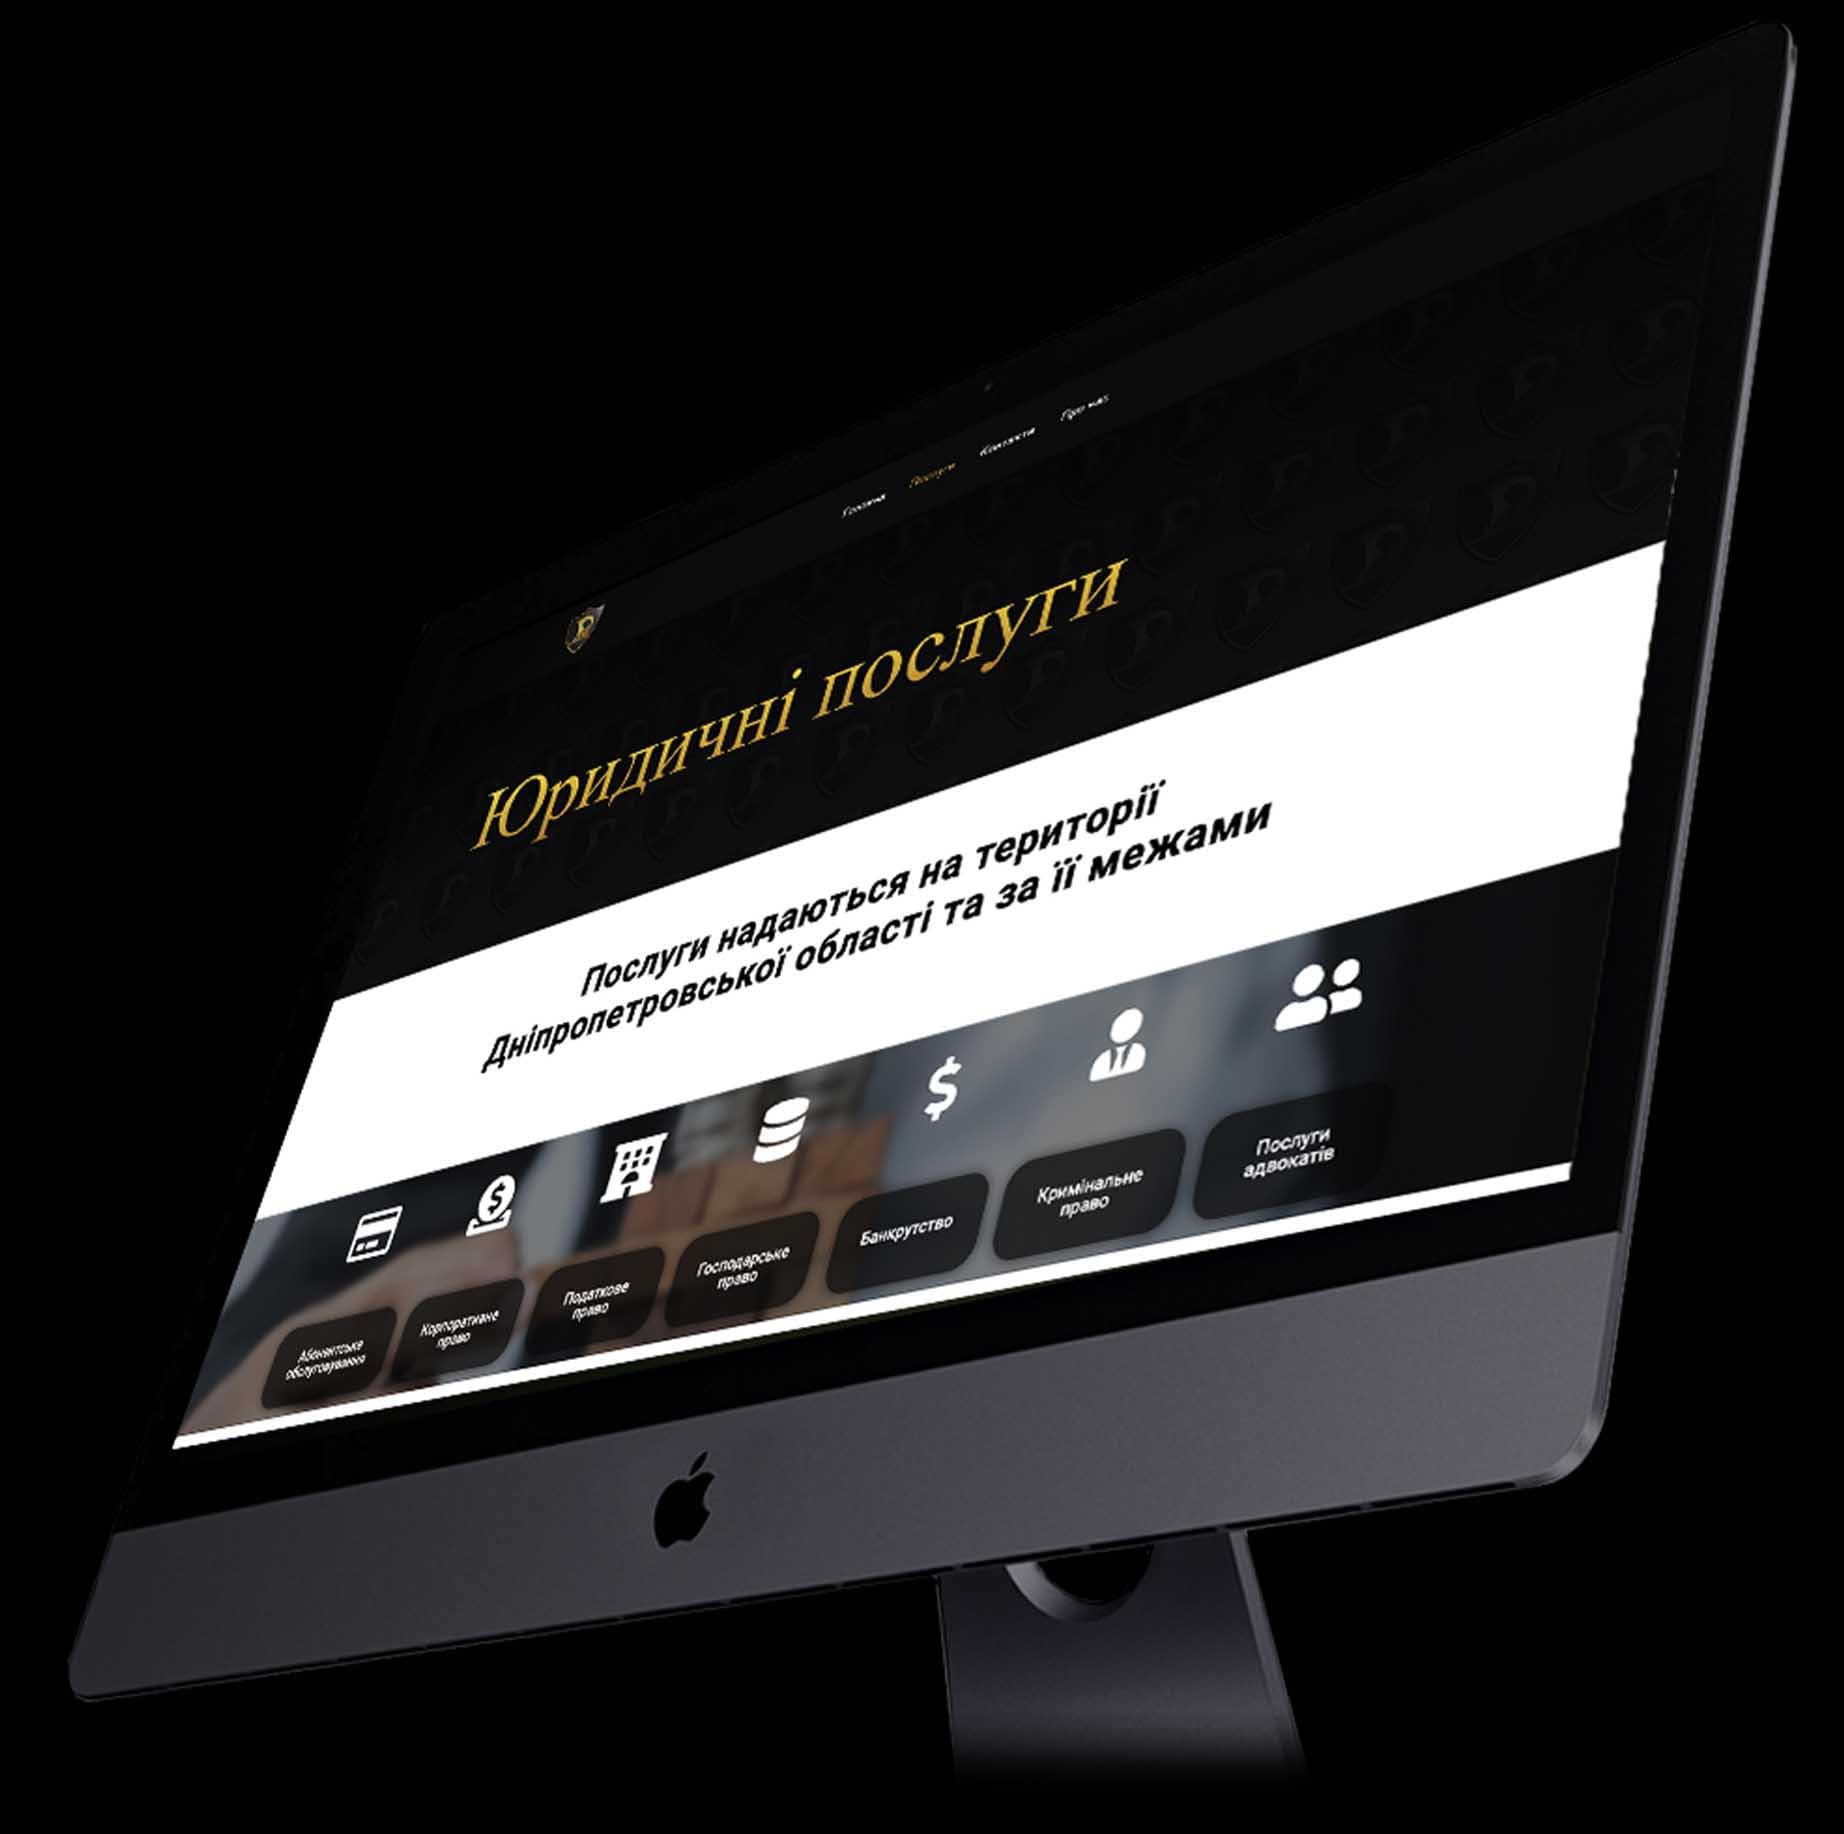 Головна Послуги Контакти Про нас
Юридичні послуги
Послуги надаються на території
Дніпропетровської області та за її межами
Абонентське
обслуговування
Корпоративне
право
Податкове
право
Господарське
право
Банкрутство
Кримінальне
право
Послуги
адвокатів